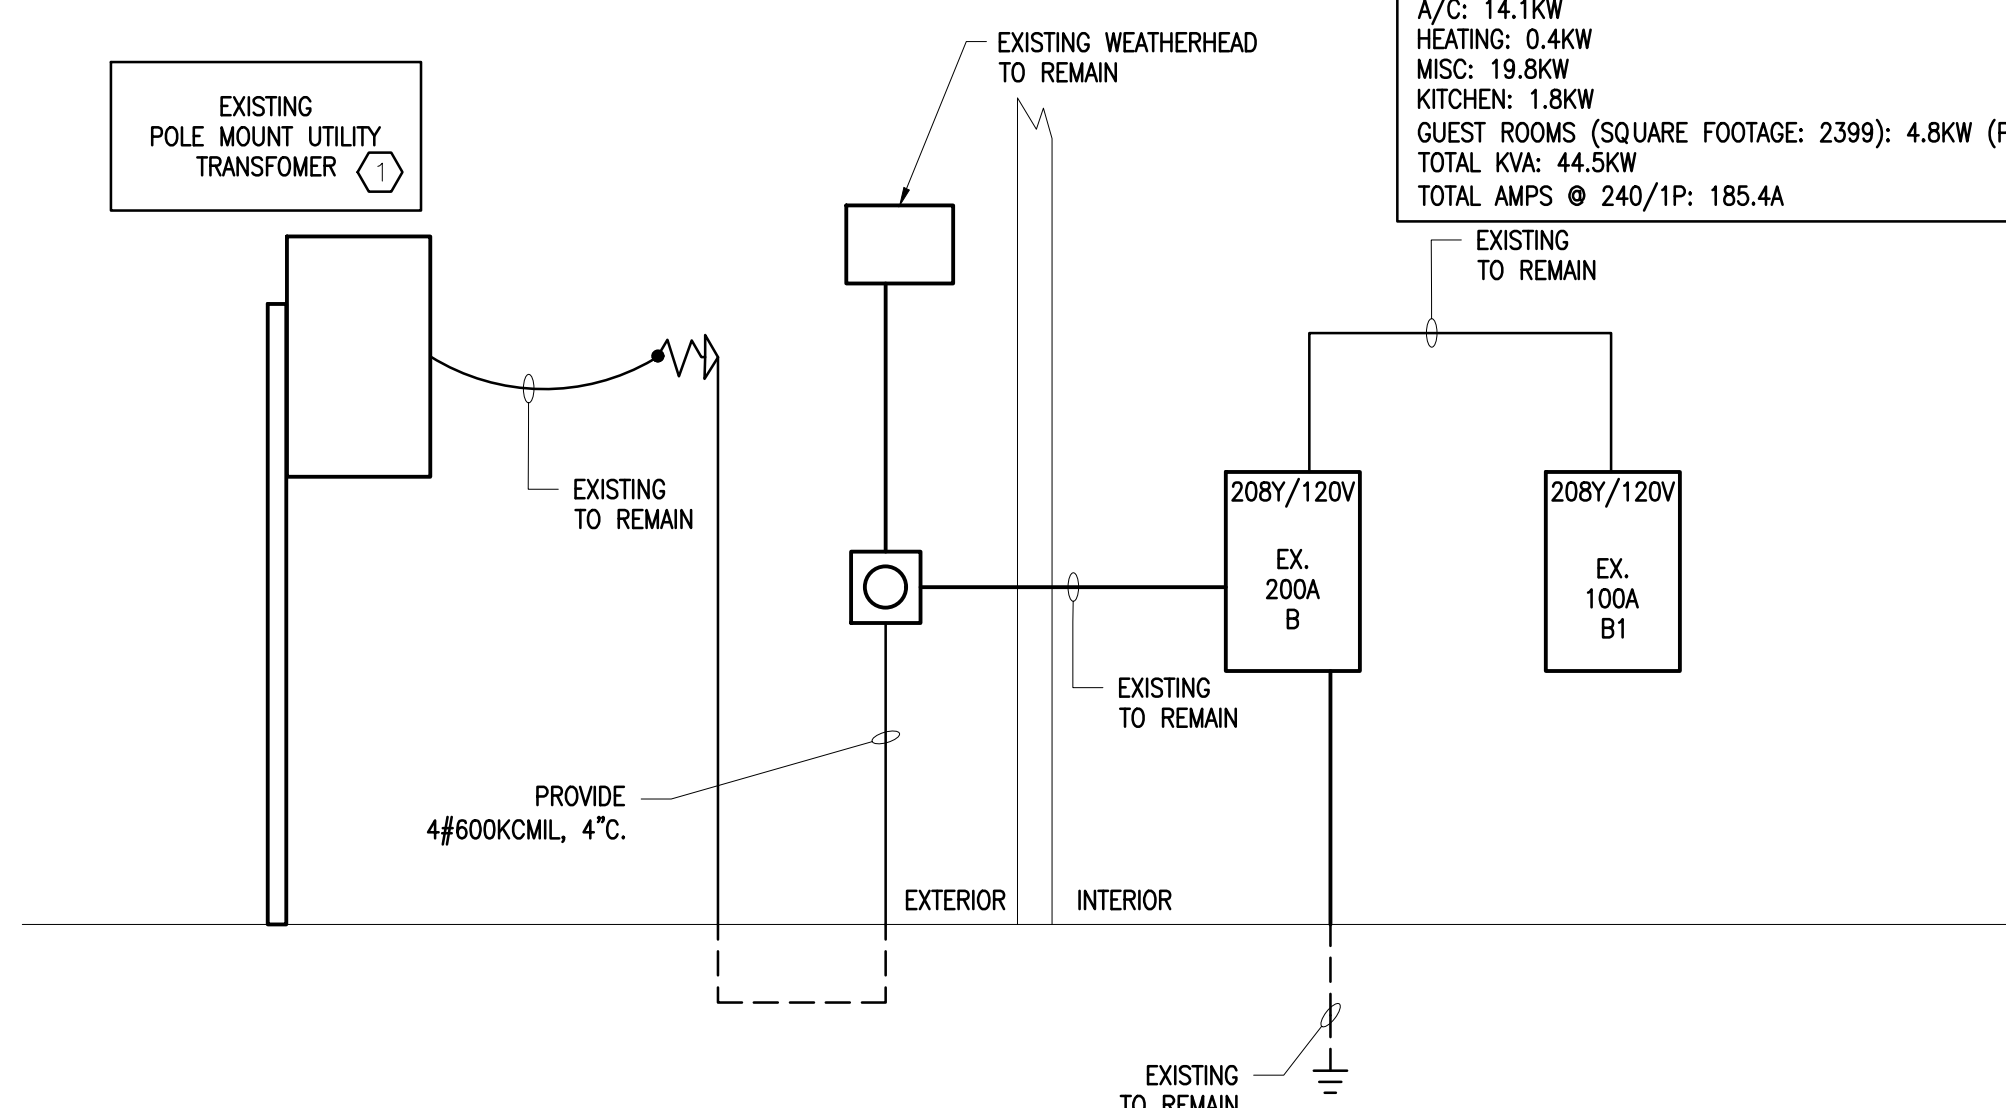 A/C: 14.1KW
HEATING: 0.4KW
MISC: 19.8KW
KITCHEN: 1.8KW
GUEST ROOMS (SQUARE FOOTAGE: 2399): 4.8KW
TOTAL KVA: 44.5KW
TOTAL AMPS @ 240/1P: 185.4A
EXISTING WEATHERHEAD
TO REMAIN
EXISTING
POLE MOUNT UTILITY
TRANSFOMER 1
EXISTING
TO REMAIN
EXISTING
TO REMAIN
208Y/120V
EX.
200A
B
208Y/120V
EX.
100A
B1
EXISTING
TO REMAIN
PROVIDE
4#600KCMIL, 4"C.
EXTERIOR
INTERIOR
EXISTING
TO REMAIN